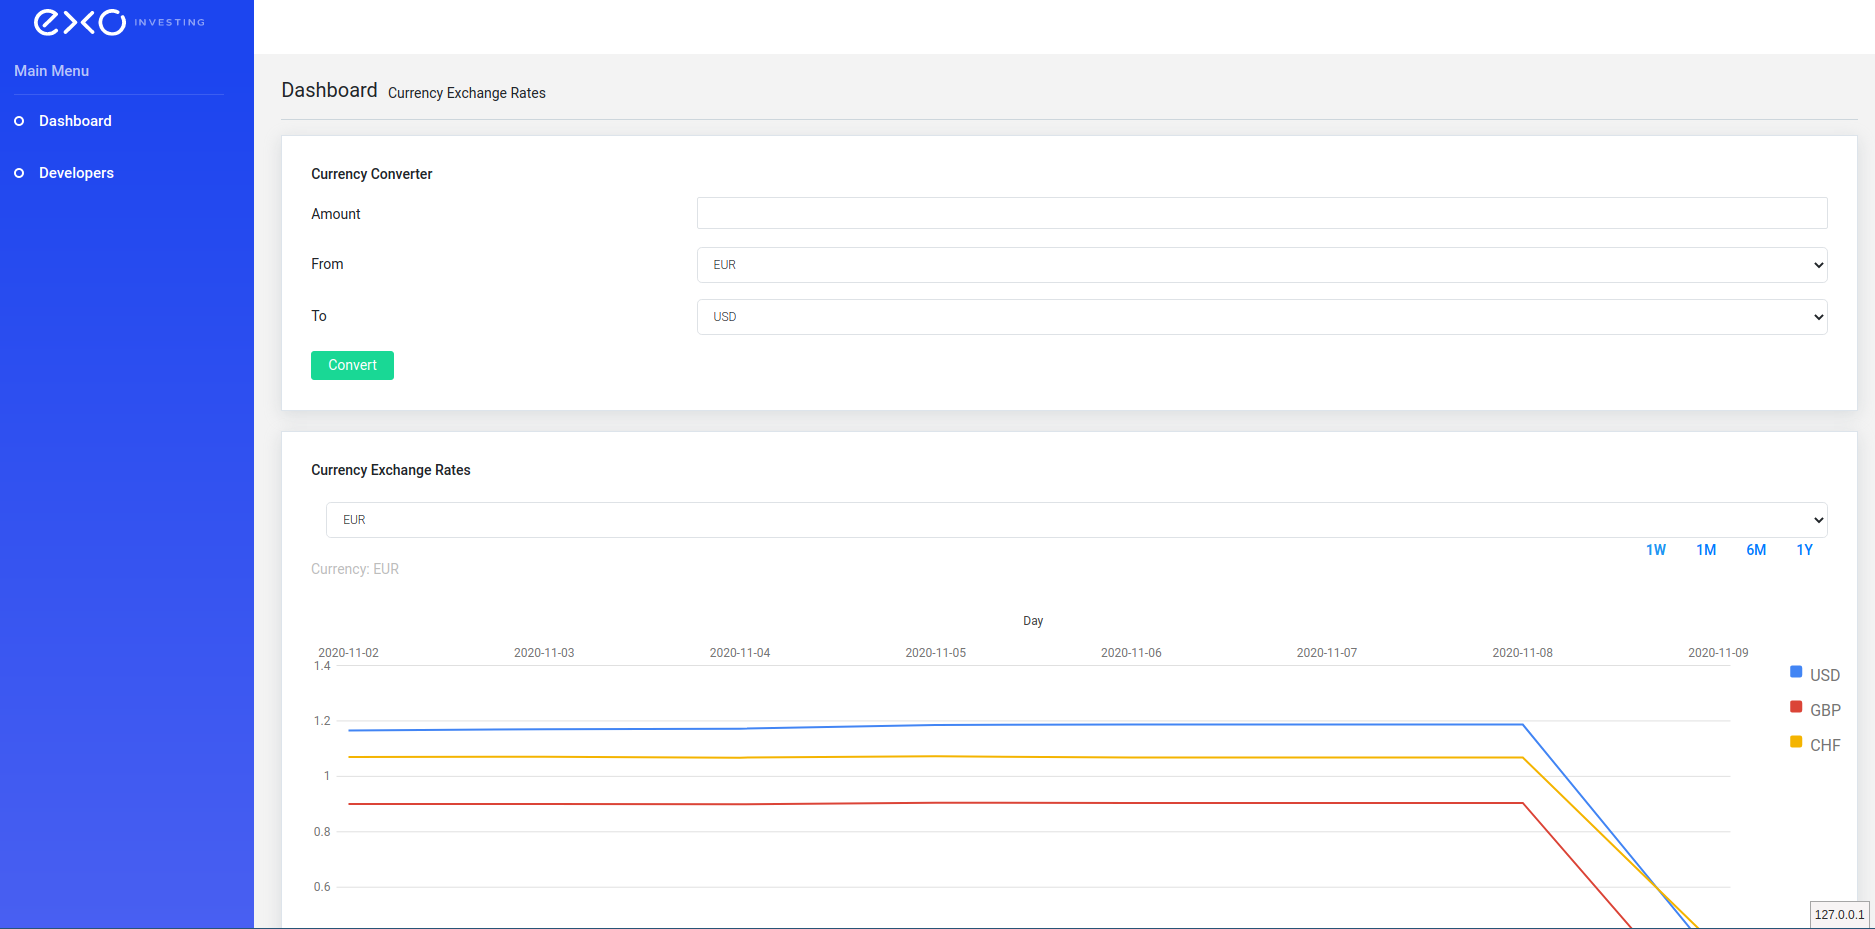 exo INVESTING
Main Menu
Dashboard
Developers
Dashboard Currency Exchange Rates
Currency Converter
Amount
From EUR
To USD
Convert
Currency Exchange Rates
EUR
1W 1M 6M 1Y
Currency: EUR
Day
2020-11-02 2020-11-03 2020-11-04 2020-11-05 2020-11-06 2020-11-07 2020-11-08 2020-11-09
1.4
USD
GBP
1.2
CHF
1
0.8
0.6
127.0.0.1